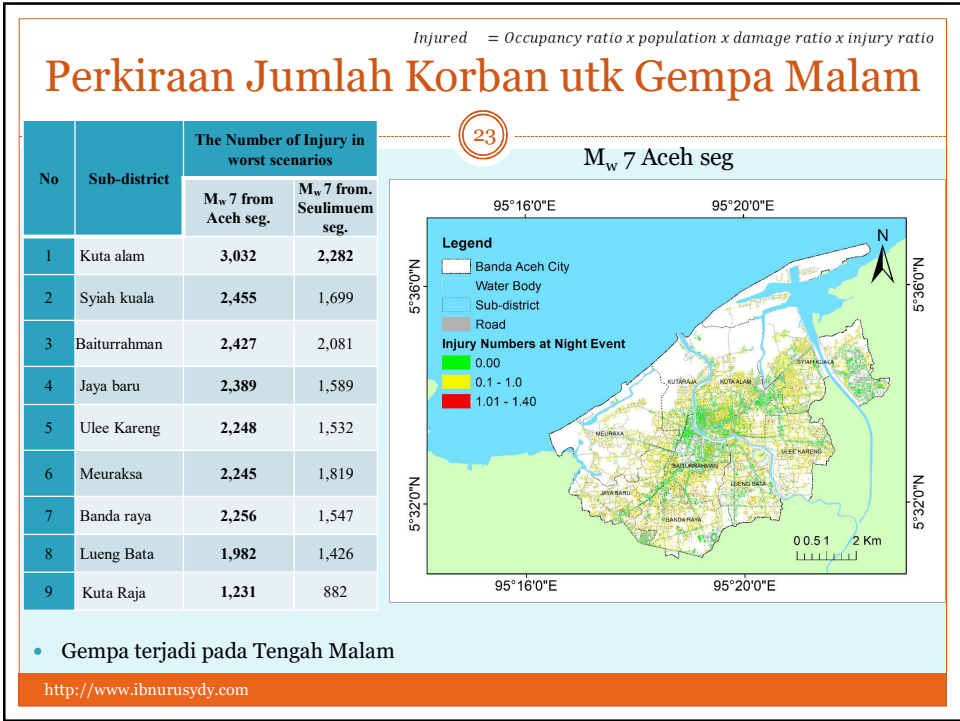 Injured = Occupancy ratio x population x damage ratio x injury ratio
Perkiraan Jumlah Korban utk Gempa Malam
23
No Sub-district The Number of Injury in worst scenarios
Mw 7 from Aceh seg. Mw 7 from. Seulimuem seg.
1 Kuta alam 3,032 2,282
2 Syiah kuala 2,455 1,699
3 Baiturrahman 2,427 2,081
4 Jaya baru 2,389 1,589
5 Ulee Kareng 2,248 1,532
6 Meuraksa 2,245 1,819
7 Banda raya 2,256 1,547
8 Lueng Bata 1,982 1,426
9 Kuta Raja 1,231 882
Mw 7 Aceh seg
95°16'0"E 95°20'0"E
5°36'0"N 5°36'0"N
5°32'0"N 5°32'0"N
95°16'0"E 95°20'0"E
N
Legend
Banda Aceh City
Water Body
Sub-district
Road
Injury Numbers at Night Event
0.00
0.1 - 1.0
1.01 - 1.40
SYIAH KUALA
KUTARAJA KUTA ALAM
MEURAXA
ULEE KARENG
BAITURRAHMAN
LUENG BATA
JAYA BARU
BANDA RAYA
0 0.5 1 2 Km
• Gempa terjadi pada Tengah Malam
http://www.ibnurusydy.com